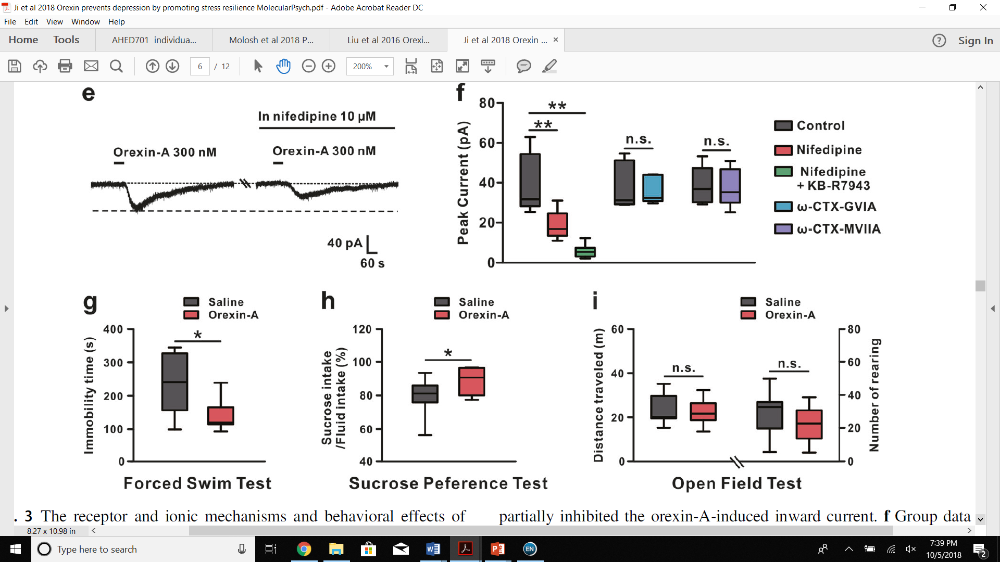 Ji et al 2018 Orexin prevents depression by promoting stress resilience MolecularPsych.pdf - Adobe Acrobat Reader DC
File Edit View Window Help
Home Tools AHED701 individua... Molosh et al 2018 P... Liu et al 2016 Orexi... Ji et al 2018 Orexin ... × ? Sign In
6 / 12 200%
e
In nifedipine 10 µM
Orexin-A 300 nM Orexin-A 300 nM
40 pA
60 s
f
Peak Current (pA)
80
60
40
20
0
**
**
n.s.
n.s.
Control
Nifedipine
Nifedipine
+ KB-R7943
ω-CTX-GVIA
ω-CTX-MVIIA
g
Saline
Orexin-A
Immobility time (s)
400
300
200
100
0
*
Forced Swim Test
h
Saline
Orexin-A
Sucrose intake
/Fluid intake (%)
120
100
80
60
40
*
Sucrose Peference Test
i
Saline
Orexin-A
Distance traveled (m)
60
40
20
0
n.s.
n.s.
80
60
40
20
0
Number of rearing
Open Field Test
. 3 The receptor and ionic mechanisms and behavioral effects of
partially inhibited the orexin-A-induced inward current. f Group data
8.27 x 10.98 in
Type here to search
EN
7:39 PM
10/5/2018
2